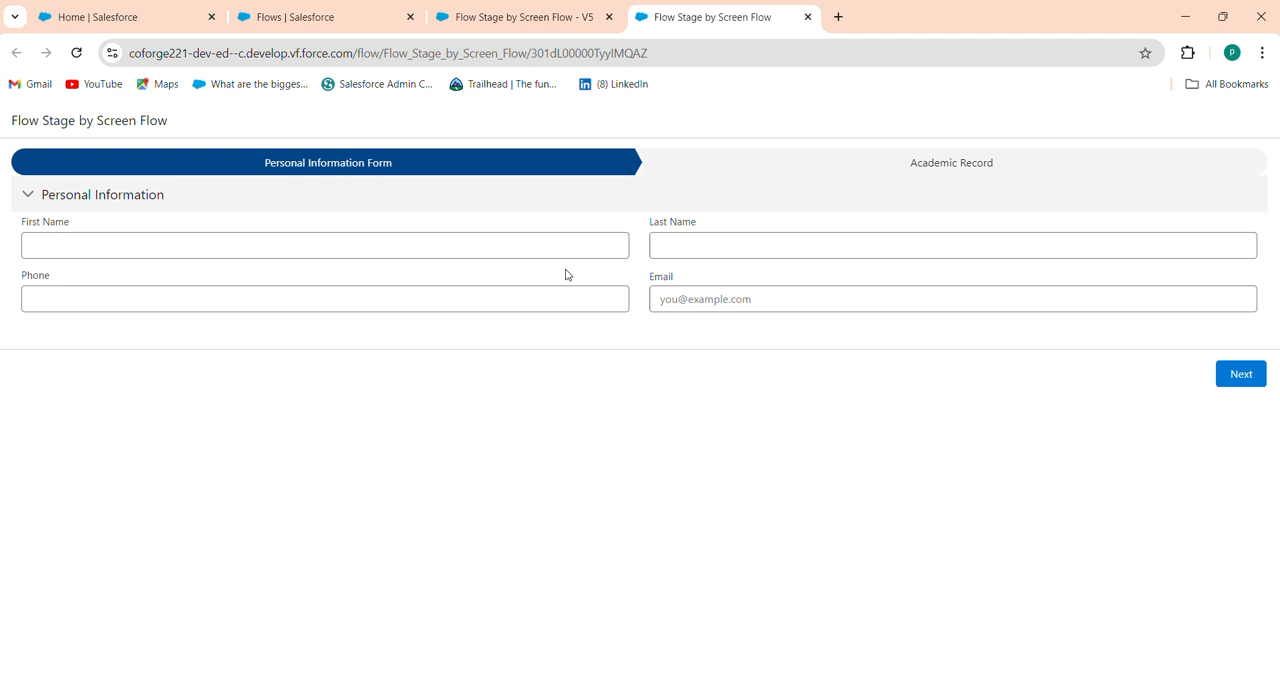 Home | Salesforce
Flows | Salesforce
Flow Stage by Screen Flow - V5
Flow Stage by Screen Flow
coforge221-dev-ed--c.develop.vf.force.com/flow/Flow_Stage_by_Screen_Flow/301dL00000TyyIMQAZ
P
Gmail
YouTube
Maps
What are the bigges...
Salesforce Admin C...
Trailhead | The fun...
(8) LinkedIn
All Bookmarks
Flow Stage by Screen Flow
Personal Information Form
Academic Record
Personal Information
First Name
Last Name
Phone
Email
you@example.com
Next